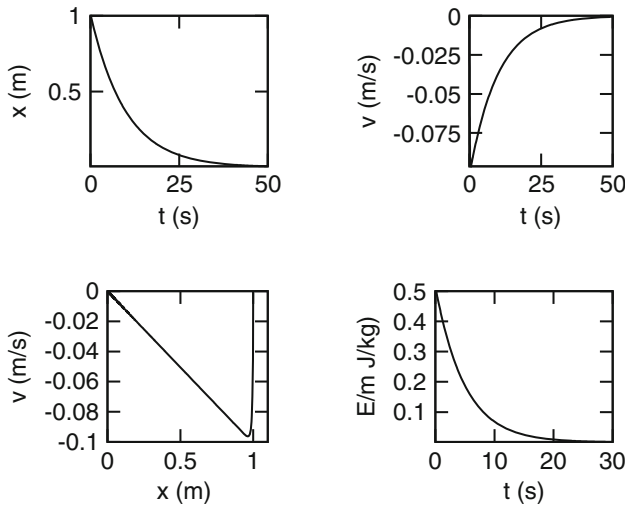 1
0.5
x (m)
0 25 50
t (s)
0
-0.025
-0.05
-0.075
v (m/s)
0 25 50
t (s)
0
-0.02
-0.04
-0.06
-0.08
-0.1
v (m/s)
0 0.5 1
x (m)
0.5
0.4
0.3
0.2
0.1
E/m J/kg)
0 10 20 30
t (s)